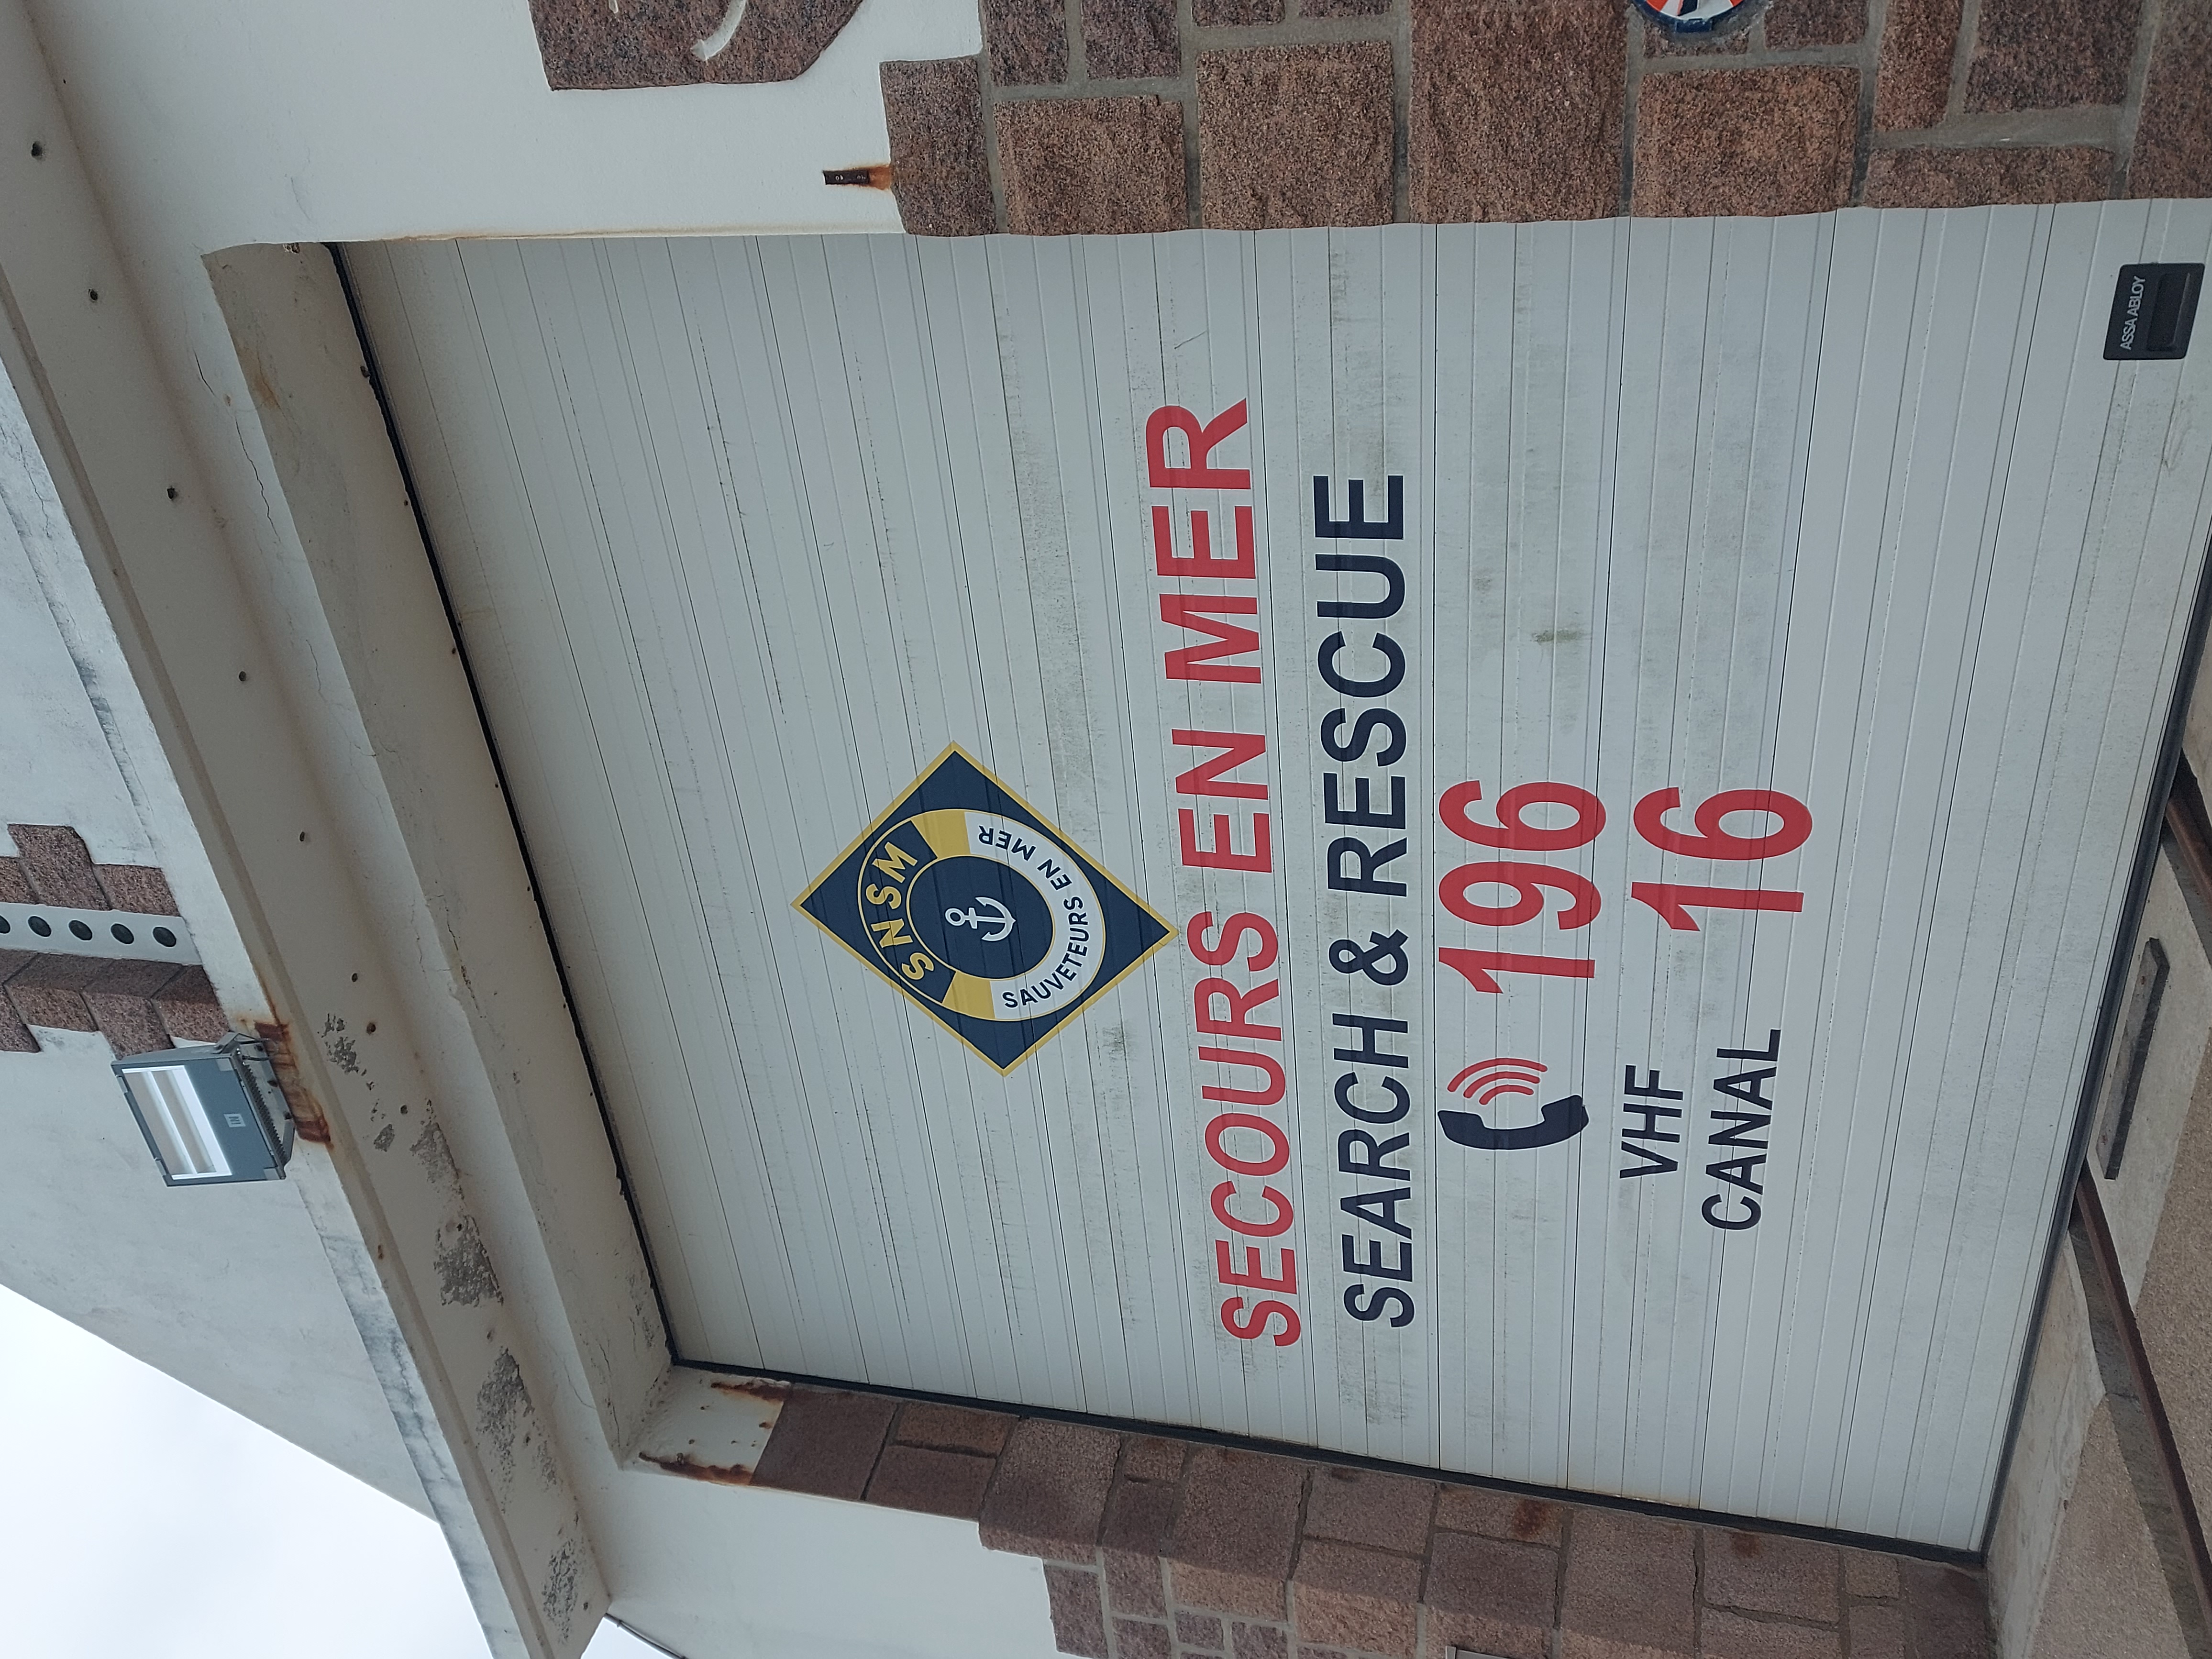 SNSM
SAUVETEURS EN MER
SECOURS EN MER
SEARCH & RESCUE
196
VHF
CANAL 16
ASSA ABLOY